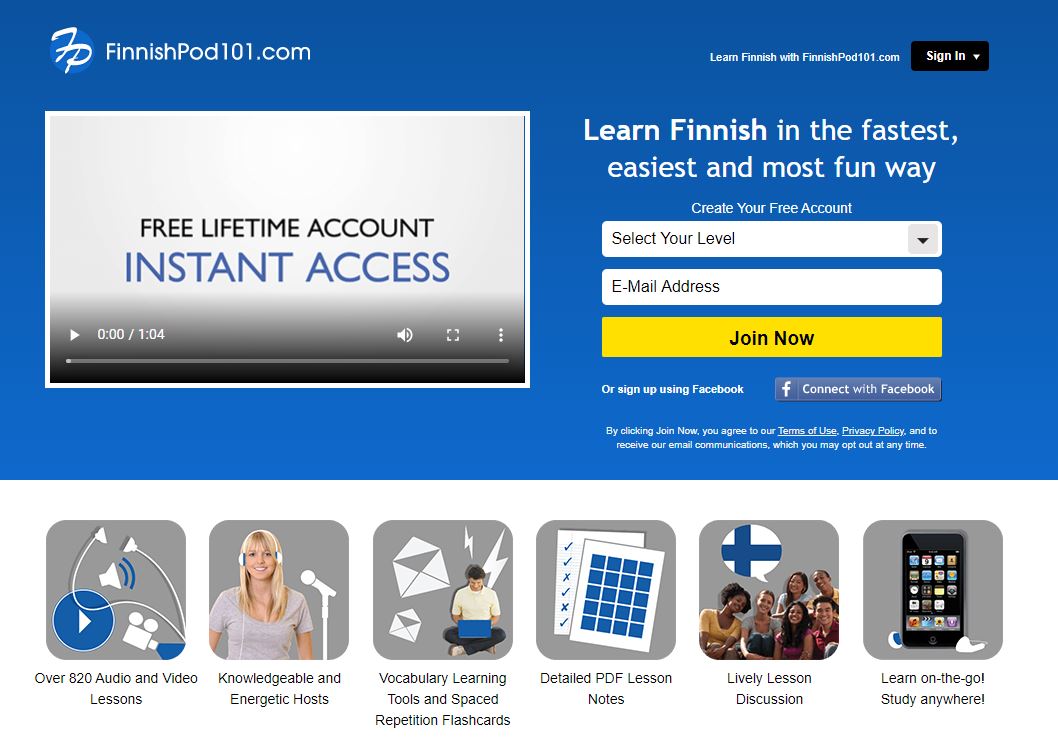 FP FinnishPod101.com
Learn Finnish with FinnishPod101.com
Sign In
FREE LIFETIME ACCOUNT
INSTANT ACCESS
0:00 / 1:04
Learn Finnish in the fastest,
easiest and most fun way
Create Your Free Account
Select Your Level
E-Mail Address
Join Now
Or sign up using Facebook
f Connect with Facebook
By clicking Join Now, you agree to our Terms of Use, Privacy Policy, and to
receive our email communications, which you may opt out at any time.
Over 820 Audio and Video
Lessons
Knowledgeable and
Energetic Hosts
Vocabulary Learning
Tools and Spaced
Repetition Flashcards
Detailed PDF Lesson
Notes
Lively Lesson
Discussion
Learn on-the-go!
Study anywhere!